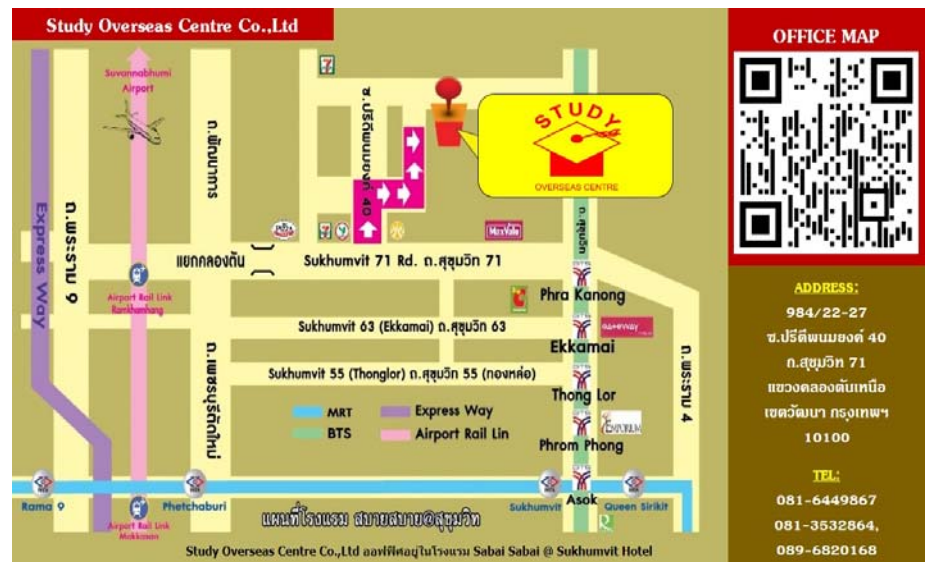 Study Overseas Centre Co.,Ltd
Suvannabhumi
Airport
ถ.พัฒนาการ
ซ.ปรีดีพนมยงค์ 40
STUDY
OVERSEAS CENTRE
ถ.สุขุมวิท
Express Way
ถ.พระราม 9
MaxValu
แยกคลองตัน
Sukhumvit 71 Rd. ถ.สุขุมวิท 71
Airport Rail Link
Ramkhamhang
Phra Kanong
Sukhumvit 63 (Ekkamai) ถ.สุขุมวิท 63
Gateway
Ekkamai
ถ.เพชรบุรีตัดใหม่
Sukhumvit 55 (Thonglor) ถ.สุขุมวิท 55 (ทองหล่อ)
Thong Lor
ถ.พระราม 4
MRT
Express Way
BTS
Airport Rail Lin
EMPORIUM
Phrom Phong
Rama 9
Phetchaburi
Sukhumvit
Asok
Queen Sirikit
Airport Rail Link
Makkasan
แผนที่โรงแรม สบายสบาย@สุขุมวิท
Study Overseas Centre Co.,Ltd ออฟฟิศอยู่ในโรงแรม Sabai Sabai @ Sukhumvit Hotel
OFFICE MAP
ADDRESS:
984/22-27
ซ.ปรีดีพนมยงค์ 40
ถ.สุขุมวิท 71
แขวงคลองตันเหนือ
เขตวัฒนา กรุงเทพฯ
10100
TEL:
081-6449867
081-3532864,
089-6820168